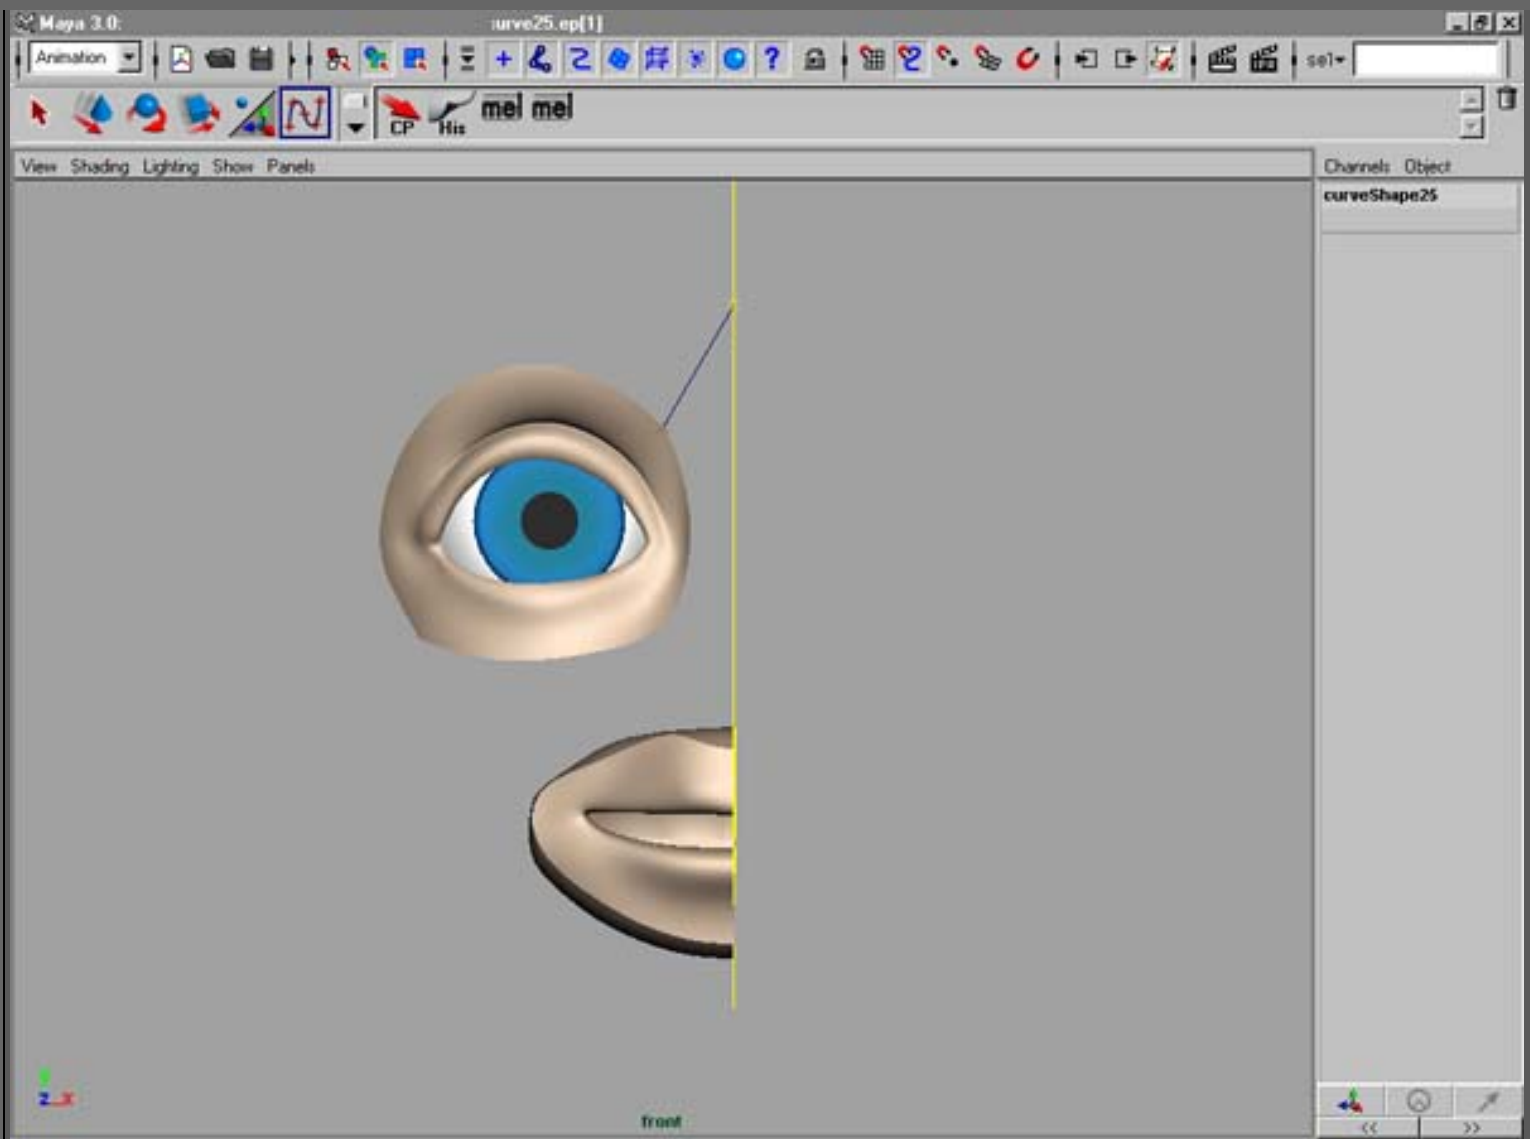 Maya 3.0: urve25.ep[1]
Animation sel
CP His mel mel
View Shading Lighting Show Panels Channels Object
curveShape25
z x
front
<< >>